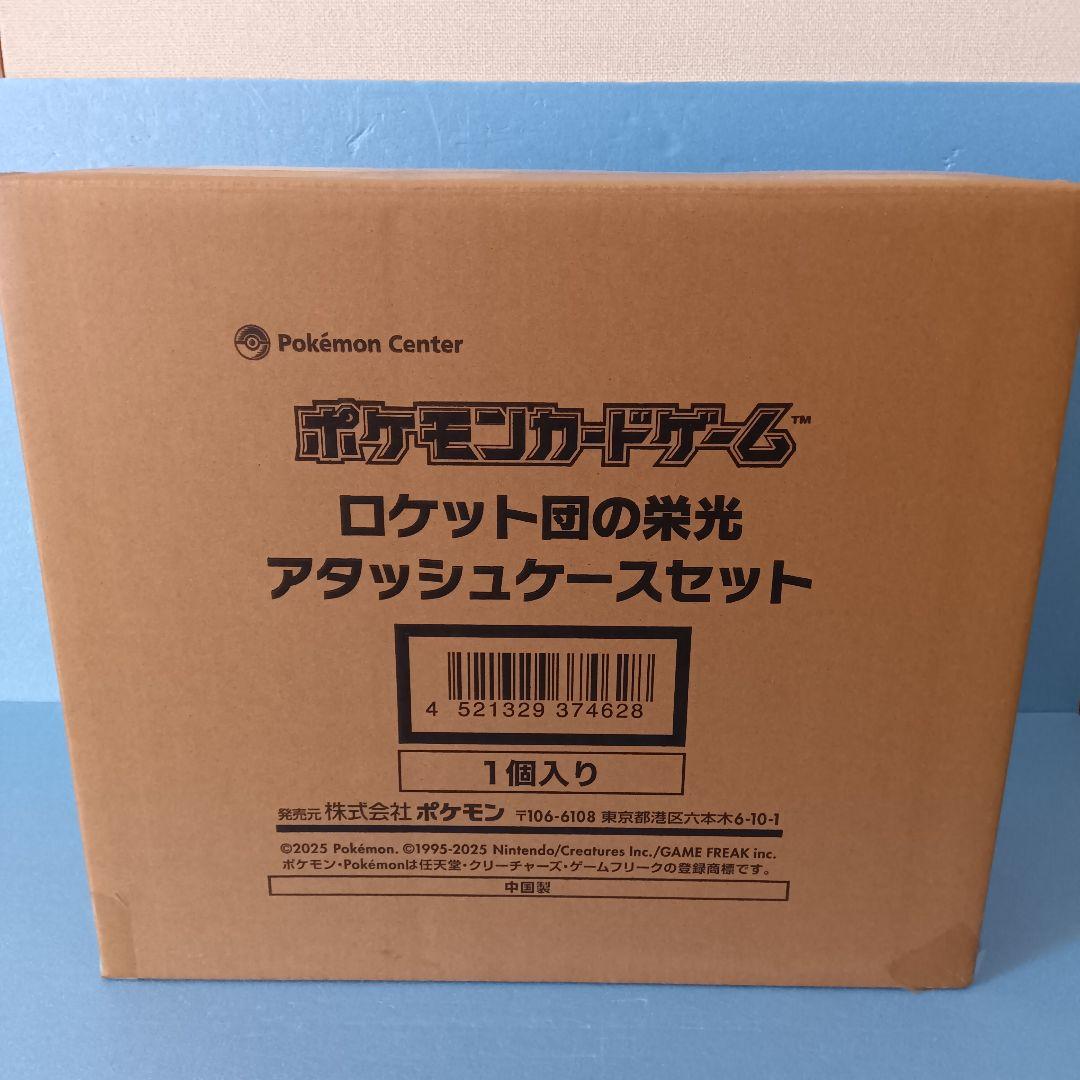 Pokémon Center
ポケモンカードゲーム™
ロケット団の栄光
アタッシュケースセット
4 521329 374628
1個入り
発売元 株式会社 ポケモン 〒106-6108 東京都港区六本木6-10-1
©2025 Pokémon. ©1995-2025 Nintendo/Creatures Inc./GAME FREAK inc.
ポケモン・Pokémonは任天堂・クリーチャーズ・ゲームフリークの登録商標です。
中国製